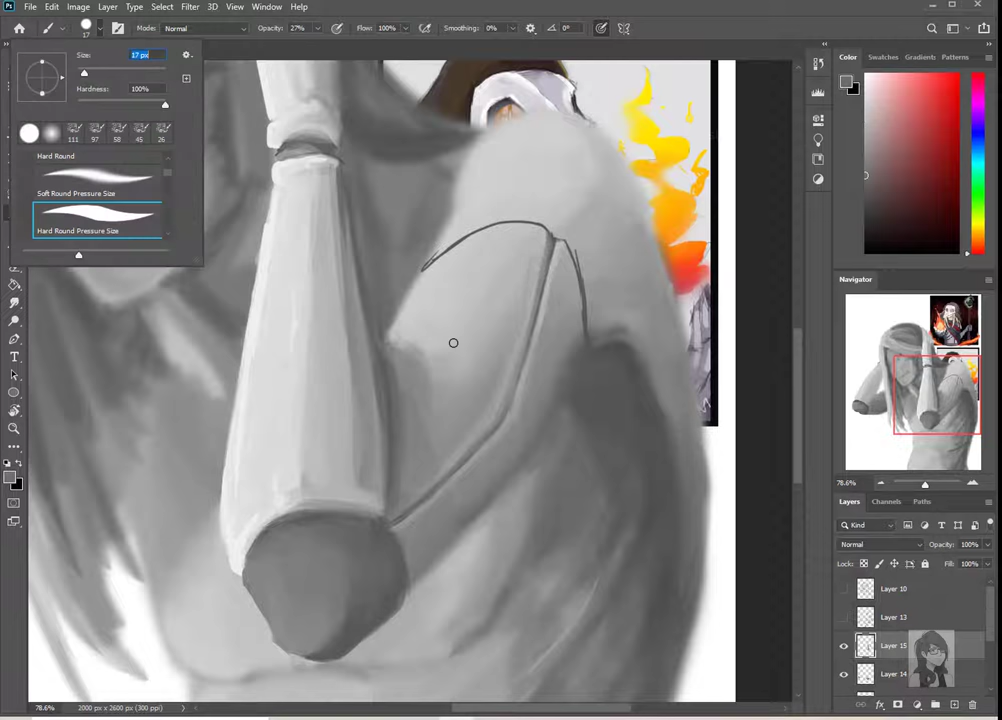 File Edit Image Layer Type Select Filter 3D View Window Help
17 Mode: Normal Opacity: 27% Flow: 100% Smoothing: 0% 0°
Size: 17 px
Hardness: 100%
111 97 58 45 26
Hard Round
Soft Round Pressure Size
Hard Round Pressure Size
Color Swatches Gradients Patterns
Navigator
78.6%
Layers Channels Paths
Kind
Normal Opacity: 100%
Lock: Fill: 100%
Layer 10
Layer 13
Layer 15
Layer 14
78.6% 2000 px x 2600 px (300 ppi)